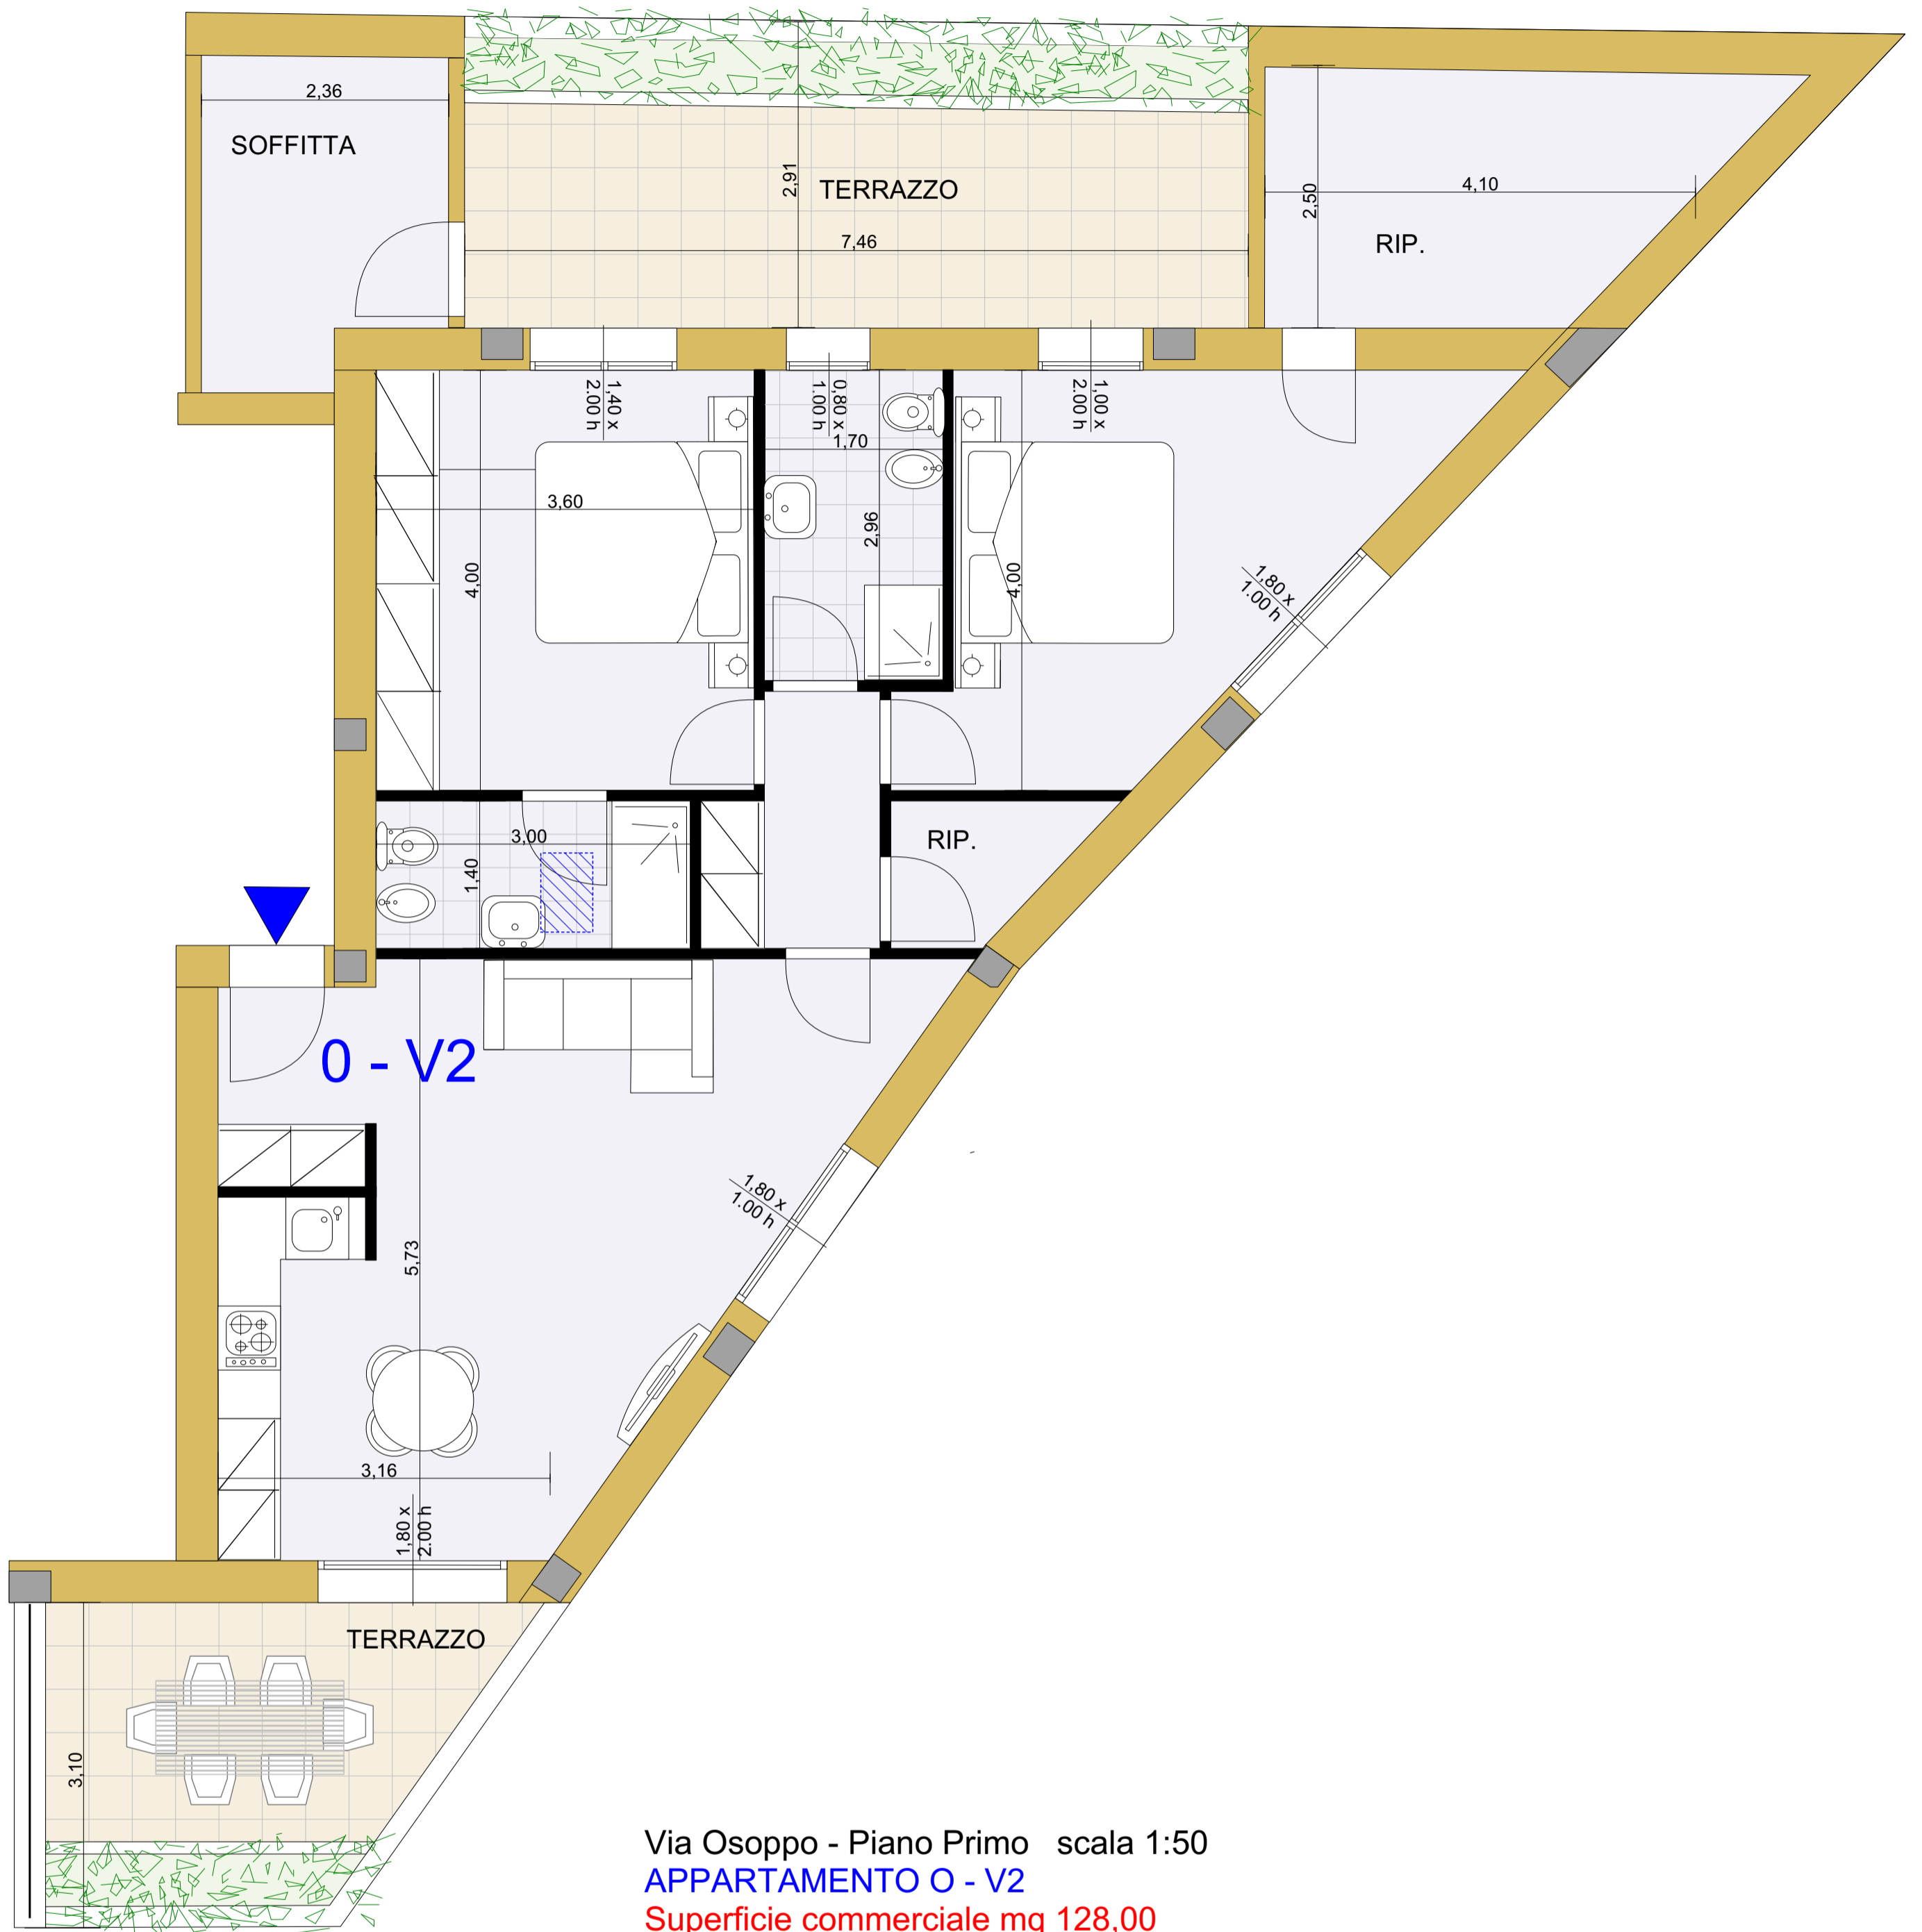 2,36
SOFFITTA
2,91
TERRAZZO
7,46
2,50
4,10
RIP.
1,40 x
2.00 h
0,80 x
1.00 h
1,00 x
2.00 h
1,70
3,60
2,96
4,00
4,00
1,80 x
1.00 h
3,00
1,40
RIP.
0 - V2
1,80 x
1.00 h
5,73
3,16
1,80 x
2.00 h
TERRAZZO
3,10
Via Osoppo - Piano Primo scala 1:50
APPARTAMENTO O - V2
Superficie commerciale mq 128,00